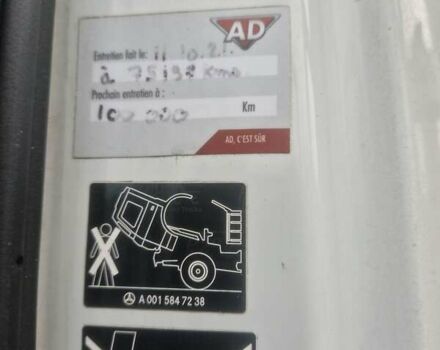 AD
Entretien fait le: 11.10.21.
à 75198 Kms
Prochain entretien à :
100 000 Km
AD, C'EST SÛR
A 001 584 72 38